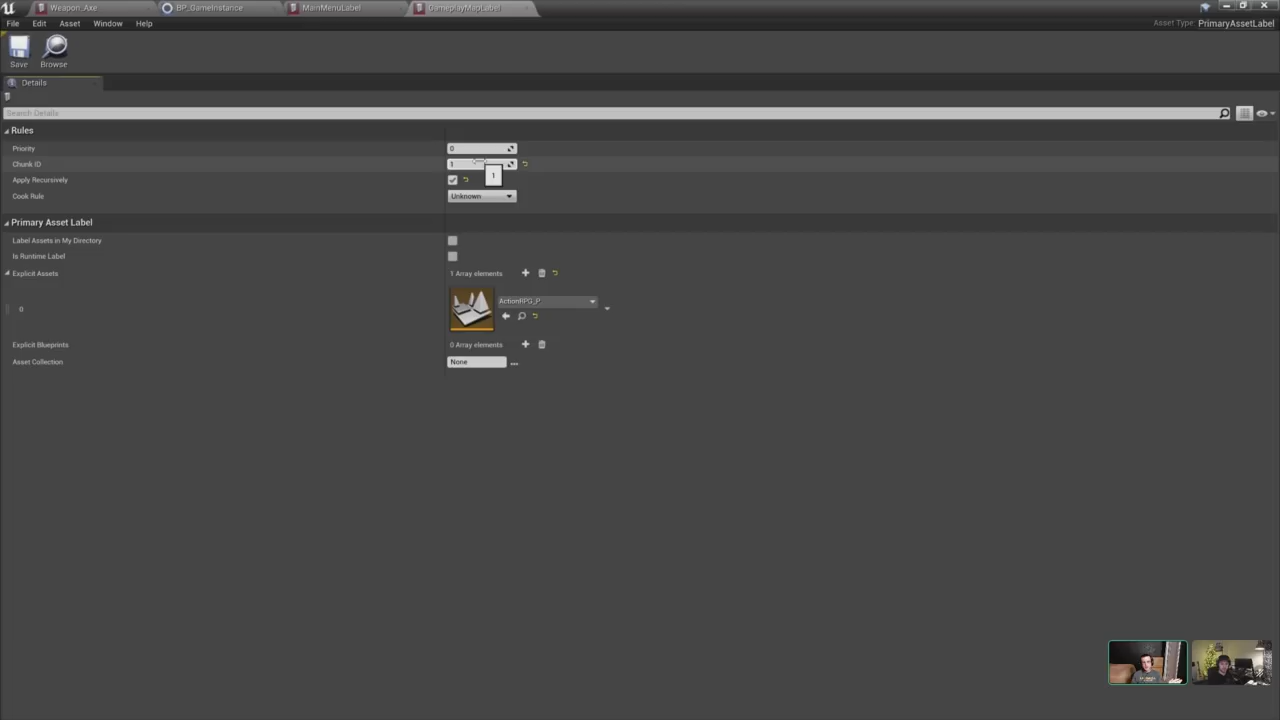 Weapon::Axe
BP_GameInstance
MainMenuLabel
GameplayMapLabel
File
Edit
Asset
Window
Help
Asset Type:
PrimaryAssetLabel
Save
Browse
Details
Search Details
Rules
Priority
0
Chunk ID
1
1
Apply Recursively
Cook Rule
Unknown
Primary Asset Label
Label Assets in My Directory
Is Runtime Label
Explicit Assets
1 Array elements
0
ActionRPG_P
Explicit Blueprints
0 Array elements
Asset Collection
None